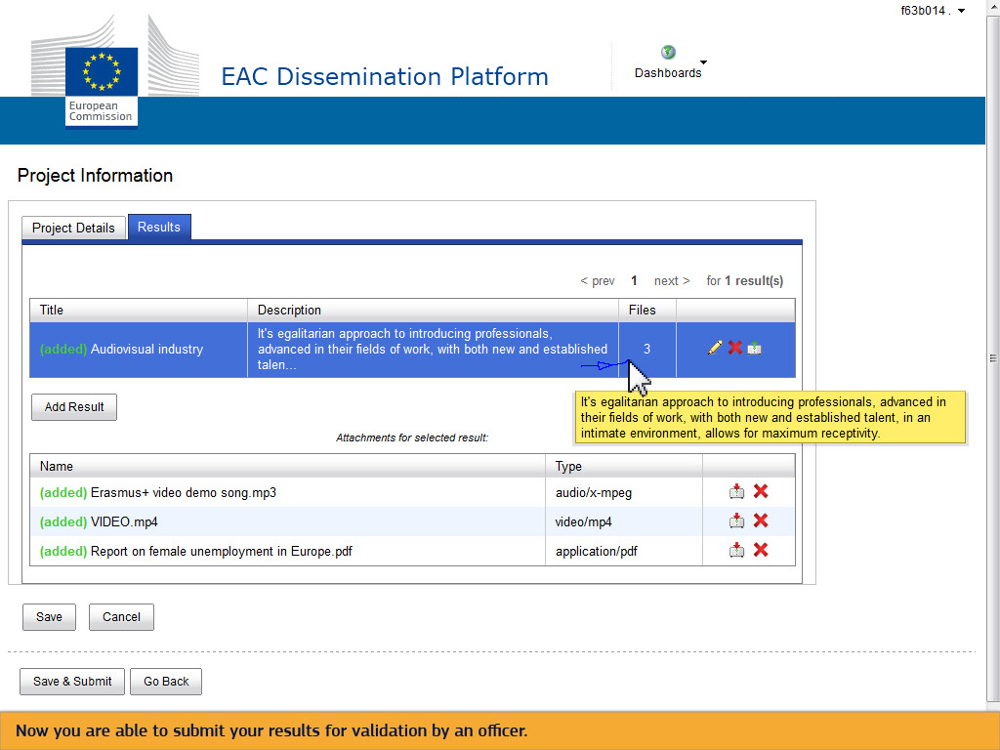 f63b014 .
EAC Dissemination Platform
Dashboards
European
Commission
Project Information
Project Details
Results
< prev 1 next > for 1 result(s)
Title Description Files
(added) Audiovisual industry
It's egalitarian approach to introducing professionals,
advanced in their fields of work, with both new and established
talen...
3
Add Result
It's egalitarian approach to introducing professionals, advanced in
their fields of work, with both new and established talent, in an
intimate environment, allows for maximum receptivity.
Attachments for selected result:
Name Type
(added) Erasmus+ video demo song.mp3 audio/x-mpeg
(added) VIDEO.mp4 video/mp4
(added) Report on female unemployment in Europe.pdf application/pdf
Save Cancel
Save & Submit Go Back
Now you are able to submit your results for validation by an officer.